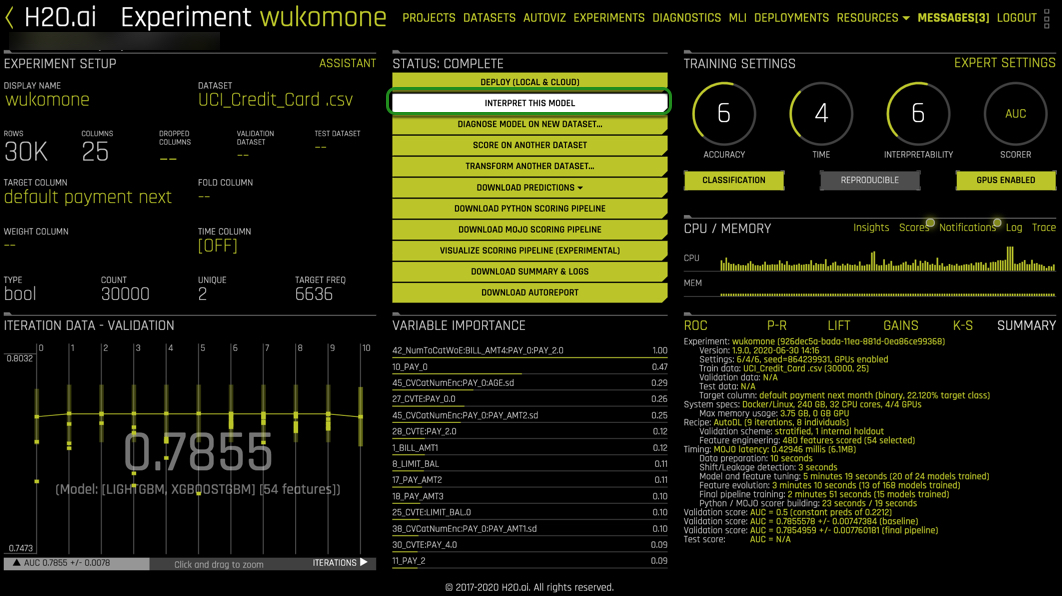 H2O.ai Experiment wukomone
PROJECTS DATASETS AUTOVIZ EXPERIMENTS DIAGNOSTICS MLI DEPLOYMENTS RESOURCES MESSAGES[3] LOGOUT
EXPERIMENT SETUP ASSISTANT
DISPLAY NAME DATASET
wukomone UCI_Credit_Card .csv
ROWS COLUMNS DROPPED COLUMNS VALIDATION DATASET TEST DATASET
30K 25 -- -- --
TARGET COLUMN FOLD COLUMN
default payment next --
WEIGHT COLUMN TIME COLUMN
-- [OFF]
TYPE COUNT UNIQUE TARGET FREQ
bool 30000 2 6636
STATUS: COMPLETE
DEPLOY (LOCAL & CLOUD)
INTERPRET THIS MODEL
DIAGNOSE MODEL ON NEW DATASET...
SCORE ON ANOTHER DATASET
TRANSFORM ANOTHER DATASET...
DOWNLOAD PREDICTIONS
DOWNLOAD PYTHON SCORING PIPELINE
DOWNLOAD MOJO SCORING PIPELINE
VISUALIZE SCORING PIPELINE (EXPERIMENTAL)
DOWNLOAD SUMMARY & LOGS
DOWNLOAD AUTOREPORT
TRAINING SETTINGS EXPERT SETTINGS
6 4 6 AUC
ACCURACY TIME INTERPRETABILITY SCORER
CLASSIFICATION REPRODUCIBLE GPUS ENABLED
CPU / MEMORY Insights Scores Notifications Log Trace
CPU
MEM
ITERATION DATA - VALIDATION
0 1 2 3 4 5 6 7 8 9 10
0.8032
0.7855
(Model: [LIGHTGBM, XGBOOSTGBM] [54 features])
0.7473
▲ AUC 0.7855 +/- 0.0078 Click and drag to zoom ITERATIONS ▶
VARIABLE IMPORTANCE
42_NumToCatWoE:BILL_AMT4:PAY_0:PAY_2.0 1.00
10_PAY_0 0.47
45_CVCatNumEnc:PAY_0:AGE.sd 0.29
27_CVTE:PAY_0.0 0.26
45_CVCatNumEnc:PAY_0:PAY_AMT2.sd 0.25
28_CVTE:PAY_2.0 0.12
1_BILL_AMT1 0.12
8_LIMIT_BAL 0.11
17_PAY_AMT2 0.11
18_PAY_AMT3 0.10
25_CVTE:LIMIT_BAL.0 0.10
38_CVCatNumEnc:PAY_0:PAY_AMT1.sd 0.10
30_CVTE:PAY_4.0 0.09
11_PAY_2 0.09
ROC P-R LIFT GAINS K-S SUMMARY
Experiment: wukomone (926dec5a-bada-11ea-881d-0ea86ce99368)
Version: 1.9.0, 2020-06-30 14:16
Settings: 6/4/6, seed=864239931, GPUs enabled
Train data: UCI_Credit_Card .csv (30000, 25)
Validation data: N/A
Test data: N/A
Target column: default payment next month (binary, 22.120% target class)
System specs: Docker/Linux, 240 GB, 32 CPU cores, 4/4 GPUs
Max memory usage: 3.75 GB, 0 GB GPU
Recipe: AutoDL (9 iterations, 8 individuals)
Validation scheme: stratified, 1 internal holdout
Feature engineering: 480 features scored (54 selected)
Timing: MOJO latency: 0.42946 millis (6.1MB)
Data preparation: 10 seconds
Shift/Leakage detection: 3 seconds
Model and feature tuning: 5 minutes 19 seconds (20 of 24 models trained)
Feature evolution: 3 minutes 10 seconds (13 of 168 models trained)
Final pipeline training: 2 minutes 51 seconds (15 models trained)
Python / MOJO scorer building: 23 seconds / 19 seconds
Validation score: AUC = 0.5 (constant preds of 0.2212)
Validation score: AUC = 0.7855578 +/- 0.00747384 (baseline)
Validation score: AUC = 0.7854959 +/- 0.007760181 (final pipeline)
Test score: AUC = N/A
© 2017-2020 H2O.ai. All rights reserved.